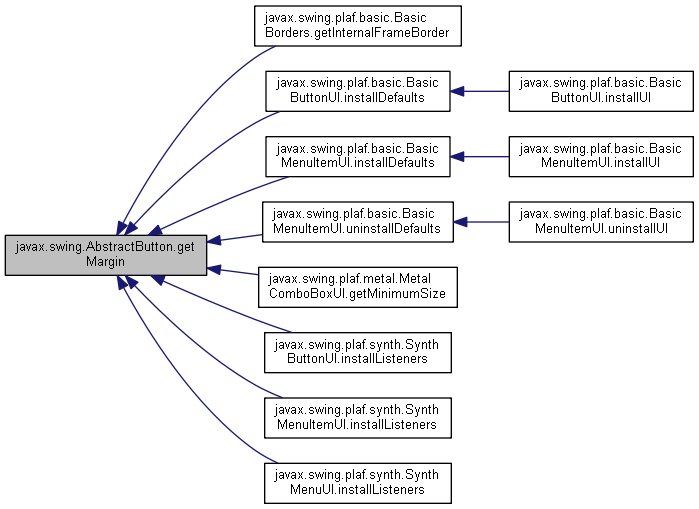 javax.swing.plaf.basic.Basic
Borders.getInternalFrameBorder
javax.swing.plaf.basic.Basic
ButtonUI.installDefaults
javax.swing.plaf.basic.Basic
ButtonUI.installUI
javax.swing.plaf.basic.Basic
MenuItemUI.installDefaults
javax.swing.plaf.basic.Basic
MenuItemUI.installUI
javax.swing.plaf.basic.Basic
MenuItemUI.uninstallDefaults
javax.swing.plaf.basic.Basic
MenuItemUI.uninstallUI
javax.swing.AbstractButton.get
Margin
javax.swing.plaf.metal.Metal
ComboBoxUI.getMinimumSize
javax.swing.plaf.synth.Synth
ButtonUI.installListeners
javax.swing.plaf.synth.Synth
MenuItemUI.installListeners
javax.swing.plaf.synth.Synth
MenuUI.installListeners